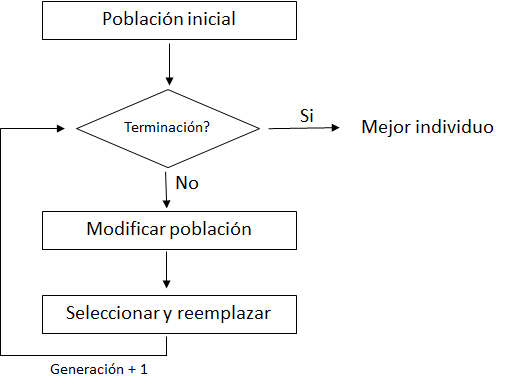 Población inicial
Terminación?
Si
Mejor individuo
No
Modificar población
Seleccionar y reemplazar
Generación + 1